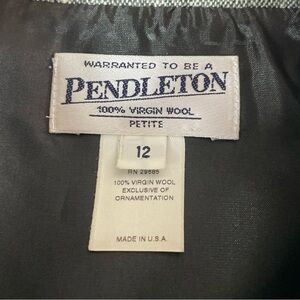 WARRANTED TO BE A
PENDLETON
100% VIRGIN WOOL
PETITE
12
RN 29685
100% VIRGIN WOOL
EXCLUSIVE OF
ORNAMENTATION
MADE IN U.S.A.